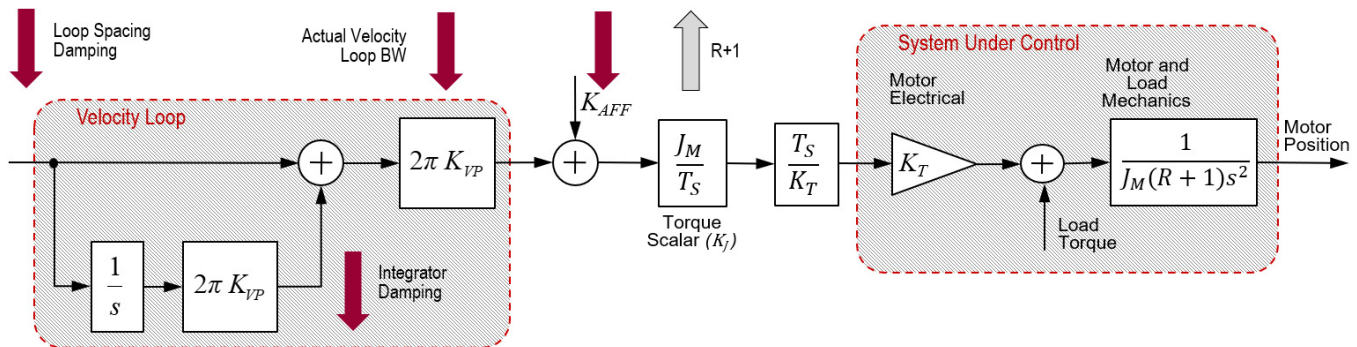 Loop Spacing
Damping
Actual Velocity
Loop BW
R+1
System Under Control
Velocity Loop
K_AFF
Motor
Electrical
Motor and
Load
Mechanics
Motor
Position
+
2π K_VP
+
J_M
T_S
T_S
K_T
K_T
+
1
J_M(R + 1)s²
Torque
Scalar (K_J)
Load
Torque
1
s
2π K_VP
Integrator
Damping